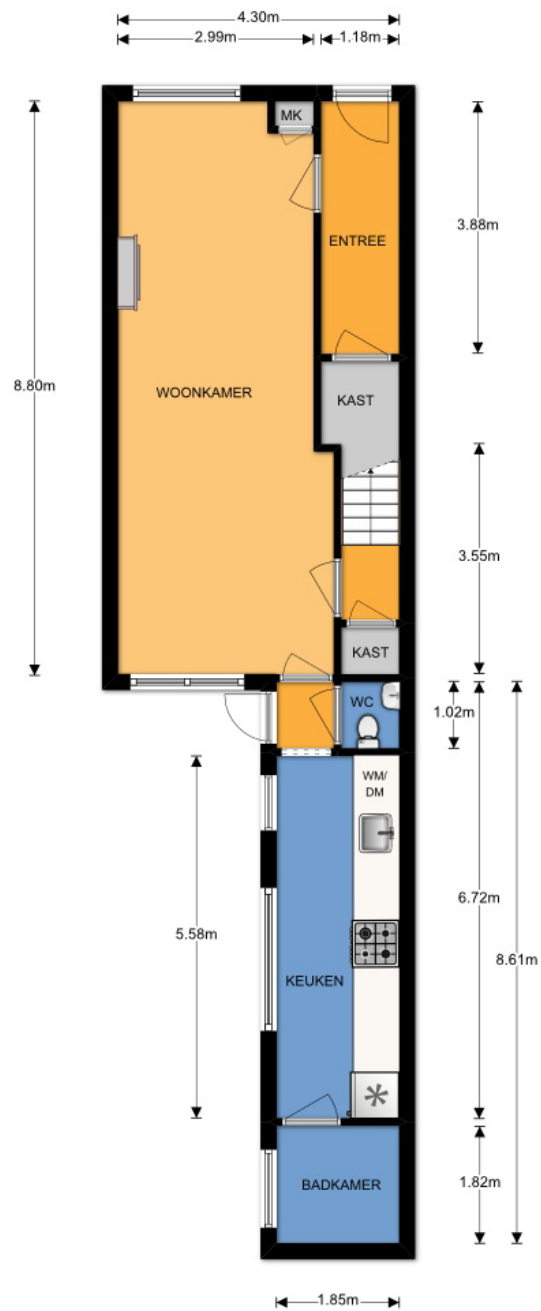 4.30m
2.99m
1.18m
MK
ENTREE
3.88m
8.80m
WOONKAMER
KAST
3.55m
KAST
WC
1.02m
WM/
DM
6.72m
5.58m
8.61m
KEUKEN
BADKAMER
1.82m
1.85m